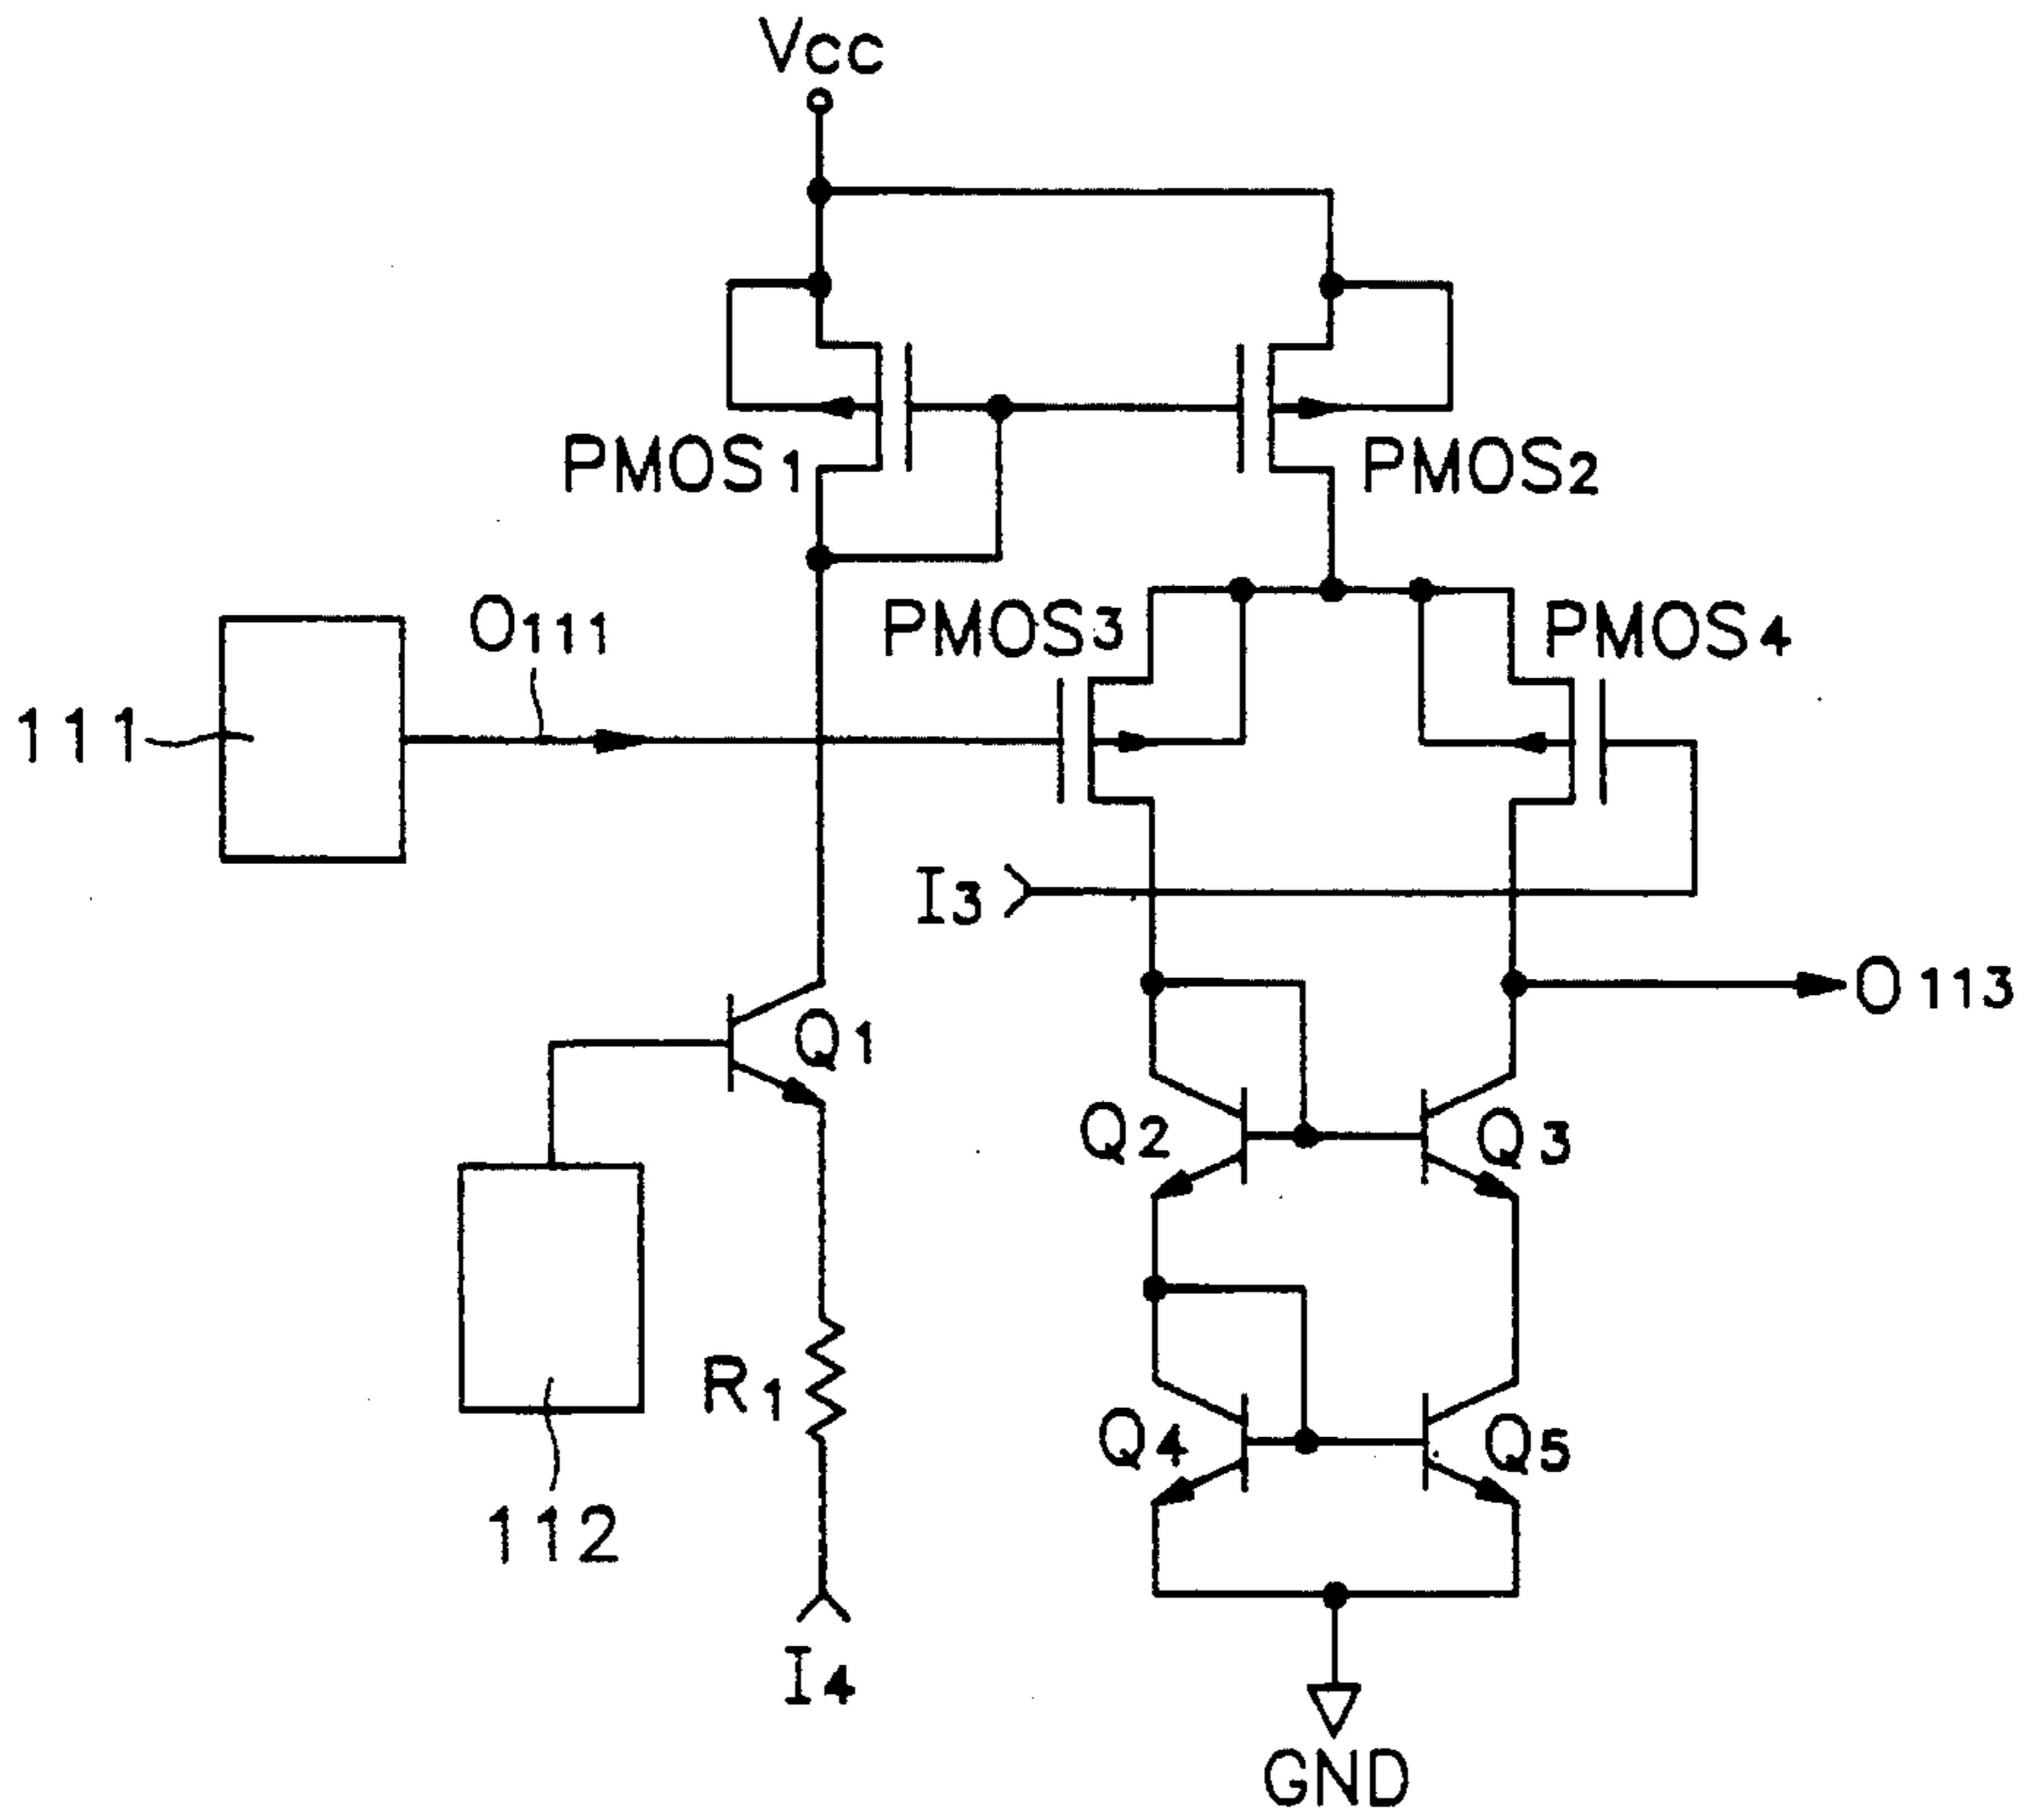 Vcc
PMOS1
PMOS2
O111
PMOS3
PMOS4
111
I3
O113
Q1
Q2
Q3
R1
Q4
Q5
112
I4
GND